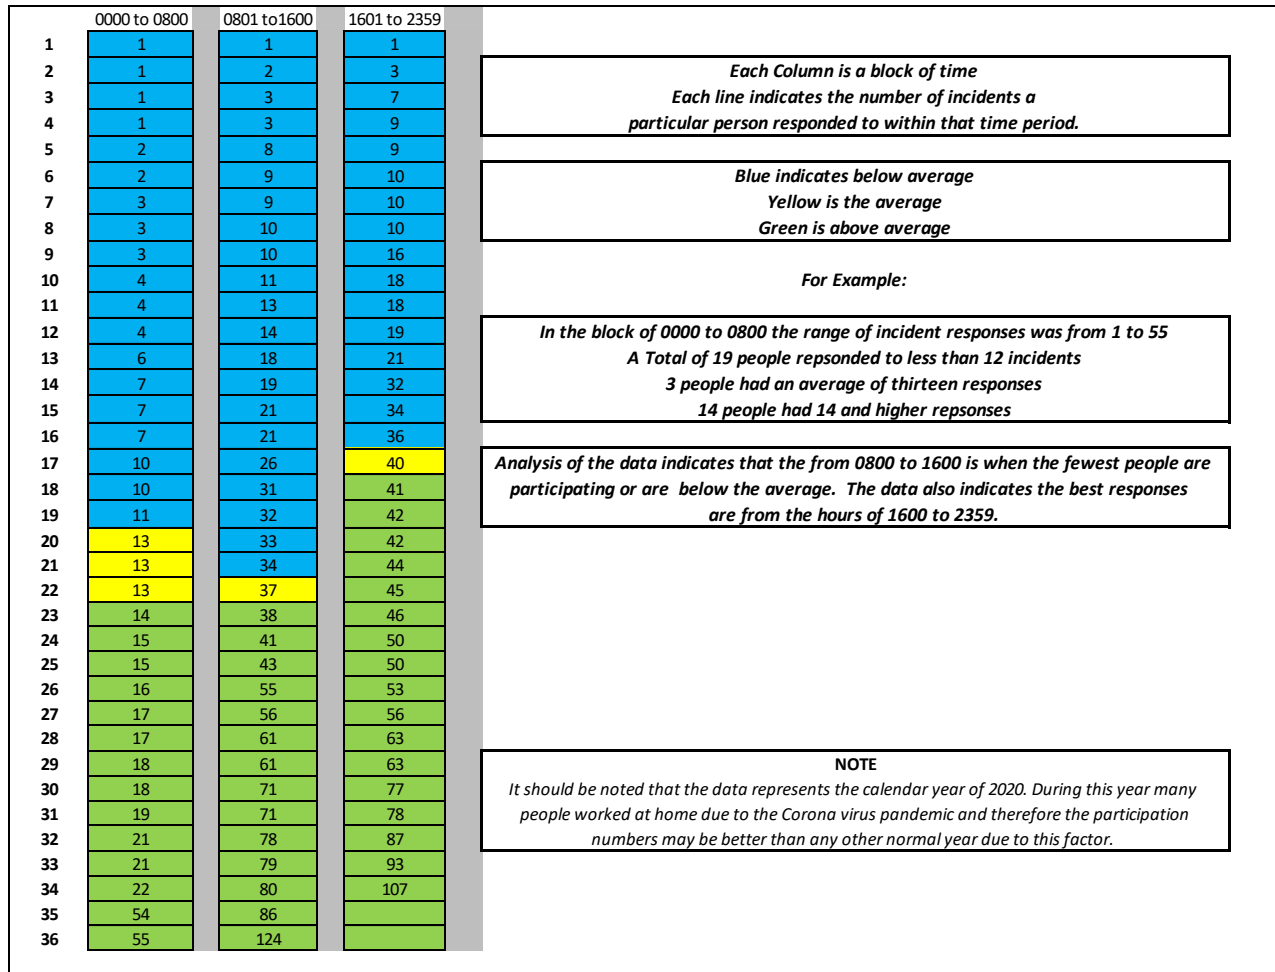 0000 to 0800 0801 to1600 1601 to 2359
1 1 1 1
2 1 2 3 Each Column is a block of time
3 1 3 7 Each line indicates the number of incidents a
4 1 3 9 particular person responded to within that time period.
5 2 8 9
6 2 9 10 Blue indicates below average
7 3 9 10 Yellow is the average
8 3 10 10 Green is above average
9 3 10 16
10 4 11 18 For Example:
11 4 13 18
12 4 14 19 In the block of 0000 to 0800 the range of incident responses was from 1 to 55
13 6 18 21 A Total of 19 people repsonded to less than 12 incidents
14 7 19 32 3 people had an average of thirteen responses
15 7 21 34 14 people had 14 and higher repsonses
16 7 21 36
17 10 26 40 Analysis of the data indicates that the from 0800 to 1600 is when the fewest people are
18 10 31 41 participating or are below the average. The data also indicates the best responses
19 11 32 42 are from the hours of 1600 to 2359.
20 13 33 42
21 13 34 44
22 13 37 45
23 14 38 46
24 15 41 50
25 15 43 50
26 16 55 53
27 17 56 56
28 17 61 63
29 18 61 63 NOTE
30 18 71 77 It should be noted that the data represents the calendar year of 2020. During this year many
31 19 71 78 people worked at home due to the Corona virus pandemic and therefore the participation
32 21 78 87 numbers may be better than any other normal year due to this factor.
33 21 79 93
34 22 80 107
35 54 86
36 55 124